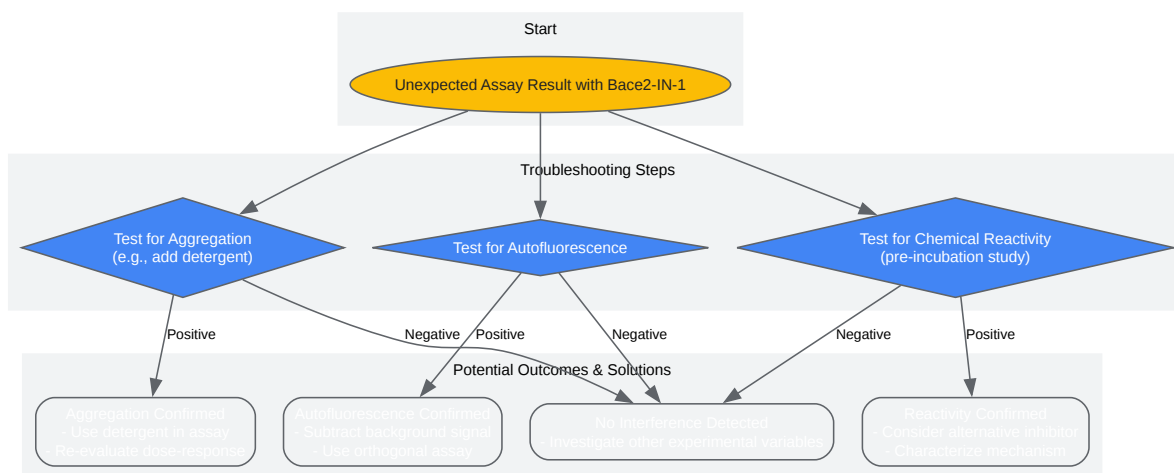 Start
Unexpected Assay Result with Bace2-IN-1
Troubleshooting Steps
Test for Aggregation
(e.g., add detergent)
Test for Autofluorescence
Test for Chemical Reactivity
(pre-incubation study)
Positive
Negative
Positive
Negative
Negative
Positive
Potential Outcomes & Solutions
Aggregation Confirmed
- Use detergent in assay
- Re-evaluate dose-response
Autofluorescence Confirmed
- Subtract background signal
- Use orthogonal assay
No Interference Detected
- Investigate other experimental variables
Reactivity Confirmed
- Consider alternative inhibitor
- Characterize mechanism